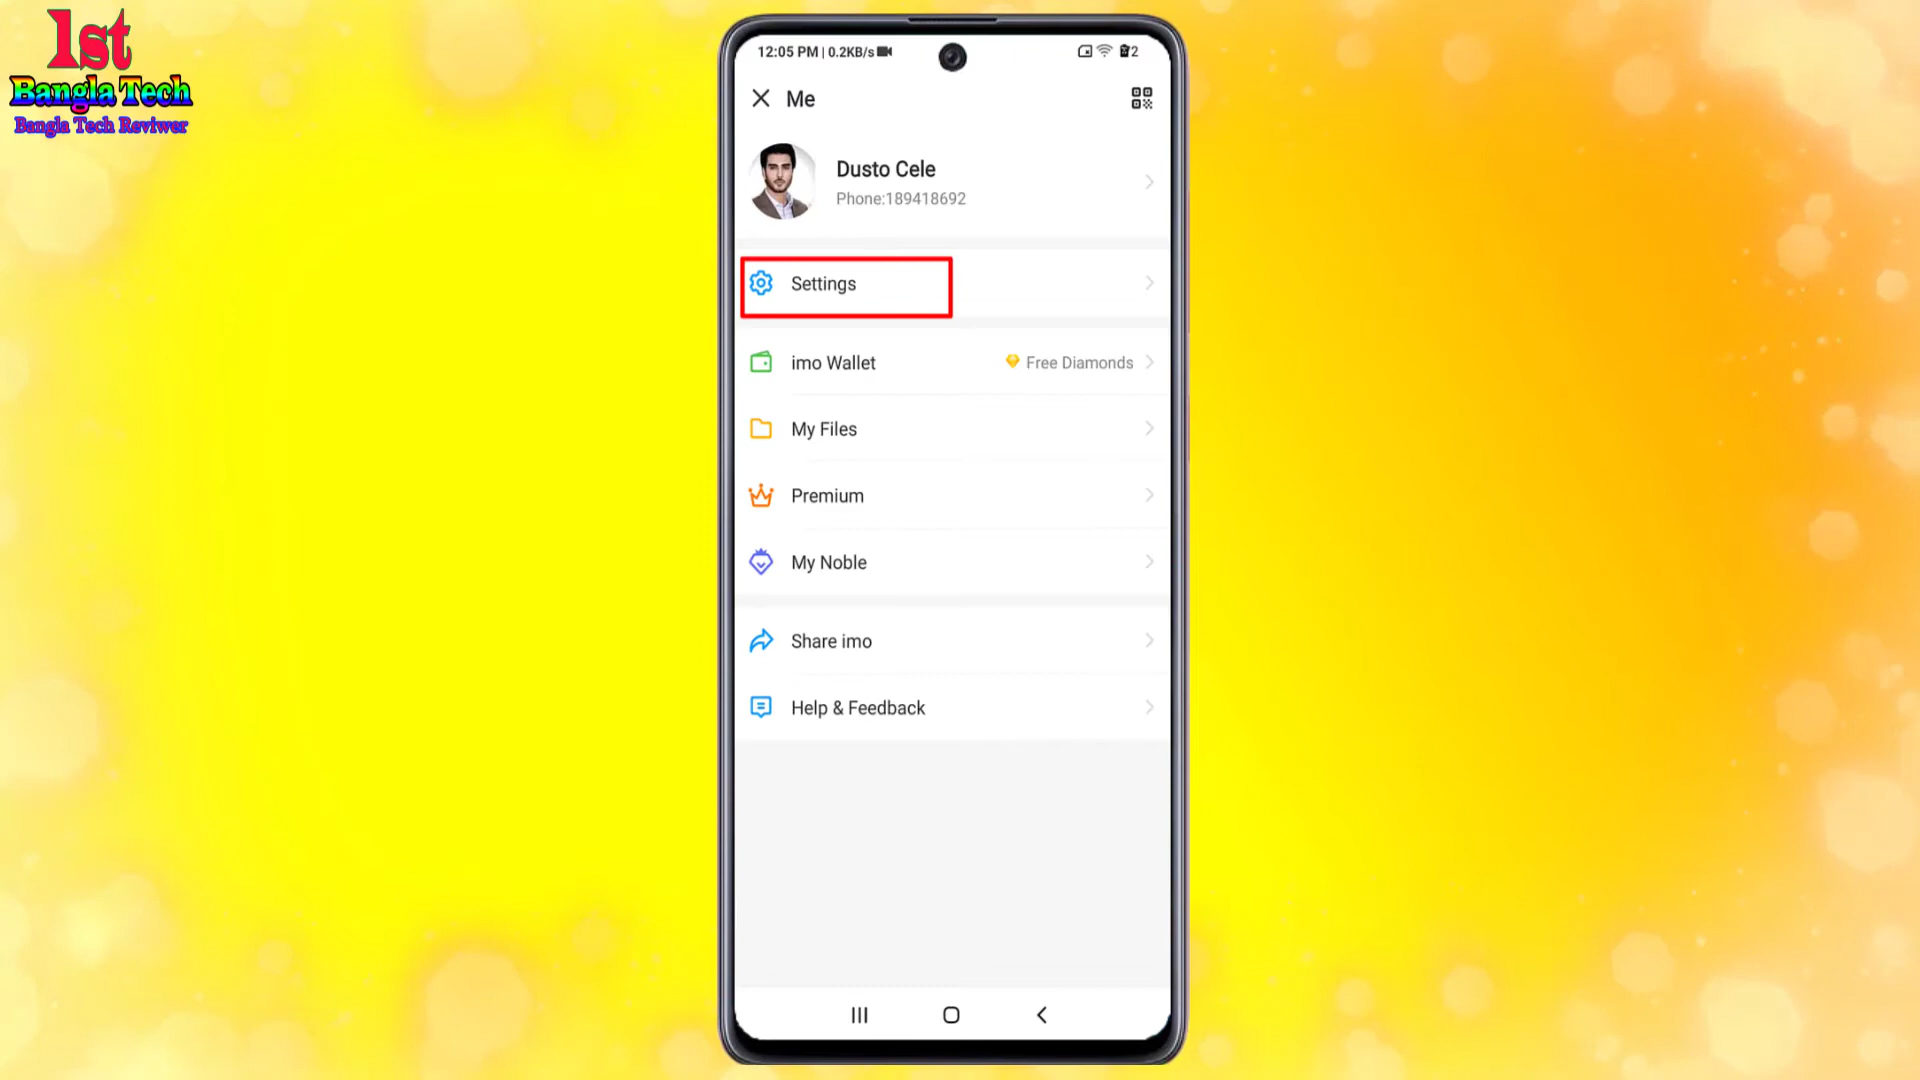 1st
Bangla Tech
Bangla Tech Reviwer
12:05 PM | 0.2KB/s
2
Me
Dusto Cele
Phone:189418692
Settings
imo Wallet
Free Diamonds
My Files
Premium
My Noble
Share imo
Help & Feedback